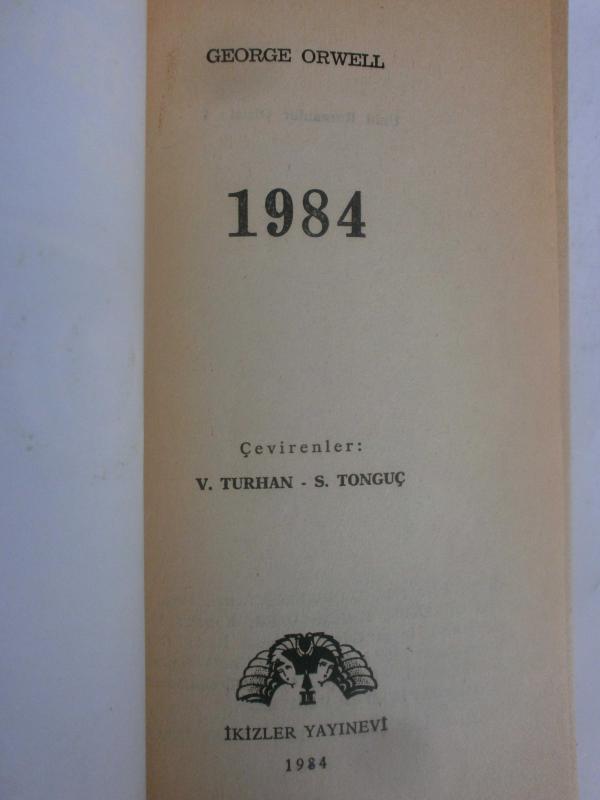 GEORGE ORWELL
1984
Çevirenler:
V. TURHAN - S. TONGUÇ
İKİZLER YAYINEVİ
1984